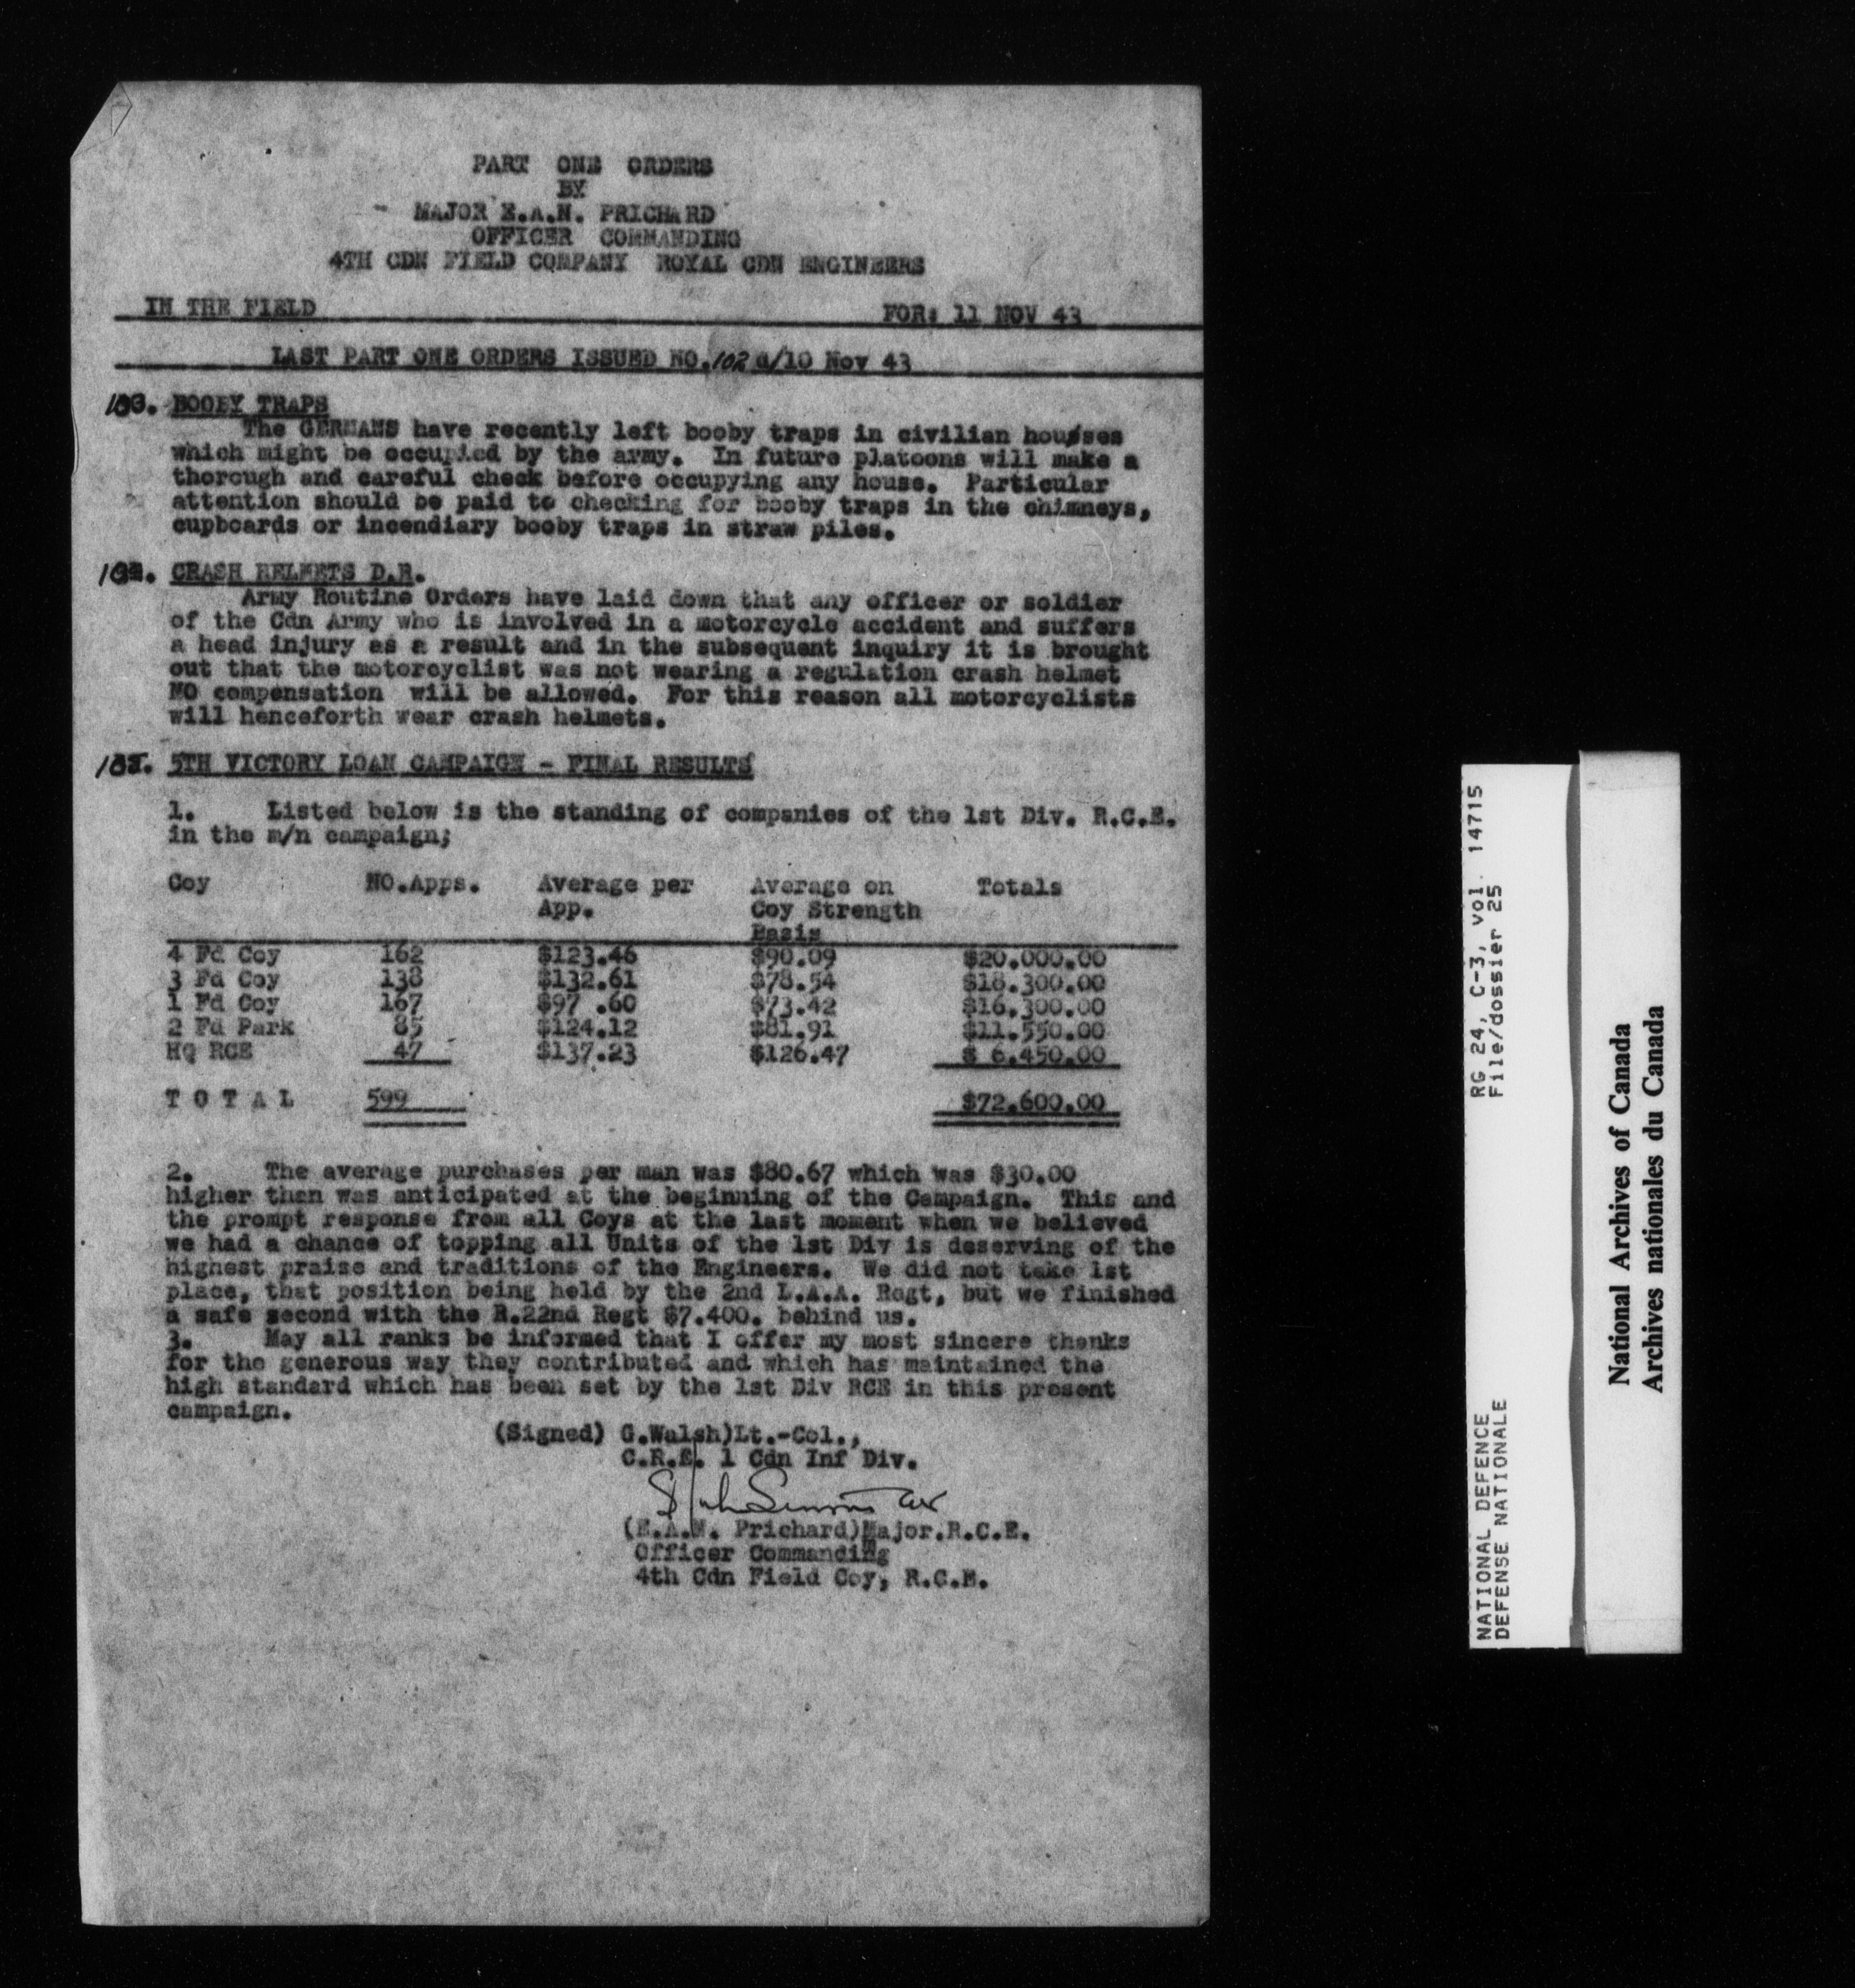 PART ONE ORDERS
BY
MAJOR E.A.N. PRICHARD
OFFICER COMMANDING
4TH CDN FIELD COMPANY ROYAL CDN ENGINEERS
IN THE FIELD FOR: 11 NOV 43
LAST PART ONE ORDERS ISSUED NO.102 d/10 Nov 43
103. BOOBY TRAPS
The GERMANS have recently left booby traps in civilian houses
which might be occupied by the army. In future platoons will make a
thorough and careful check before occupying any house. Particular
attention should be paid to checking for booby traps in the chimneys,
cupboards or incendiary booby traps in straw piles.
104. CRASH HELMETS D.R.
Army Routine Orders have laid down that any officer or soldier
of the Cdn Army who is involved in a motorcycle accident and suffers
a head injury as a result and in the subsequent inquiry it is brought
out that the motorcyclist was not wearing a regulation crash helmet
NO compensation will be allowed. For this reason all motorcyclists
will henceforth wear crash helmets.
105. 5TH VICTORY LOAN CAMPAIGN - FINAL RESULTS
1. Listed below is the standing of companies of the 1st Div. R.C.E.
in the m/n campaign;
Coy NO.Apps. Average per Average on Totals
App. Coy Strength
Basis
4 Fd Coy 162 $123.46 $90.09 $20.000.00
3 Fd Coy 138 $132.61 $78.54 $18.300.00
1 Fd Coy 167 $97 .60 $73.42 $16.300.00
2 Fd Park 85 $124.12 $81.91 $11.550.00
HQ RCE 47 $137.23 $126.47 $ 6.450.00
T O T A L 599 $72.600.00
2. The average purchases per man was $80.67 which was $30.00
higher than was anticipated at the beginning of the Campaign. This and
the prompt response from all Coys at the last moment when we believed
we had a chance of topping all Units of the 1st Div is deserving of the
highest praise and traditions of the Engineers. We did not take 1st
place, that position being held by the 2nd L.A.A. Regt, but we finished
a safe second with the R.22nd Regt $7.400. behind us.
3. May all ranks be informed that I offer my most sincere thanks
for the generous way they contributed and which has maintained the
high standard which has been set by the 1st Div RCE in this present
campaign.
(Signed) G.Walsh)Lt.-Col.,
C.R.E. 1 Cdn Inf Div.
(E.A.N. Prichard)Major.R.C.E.
Officer Commanding
4th Cdn Field Coy, R.C.E.
NATIONAL DEFENCE RG 24, C-3, vol. 14715
DEFENSE NATIONALE File/dossier 25
National Archives of Canada
Archives nationales du Canada